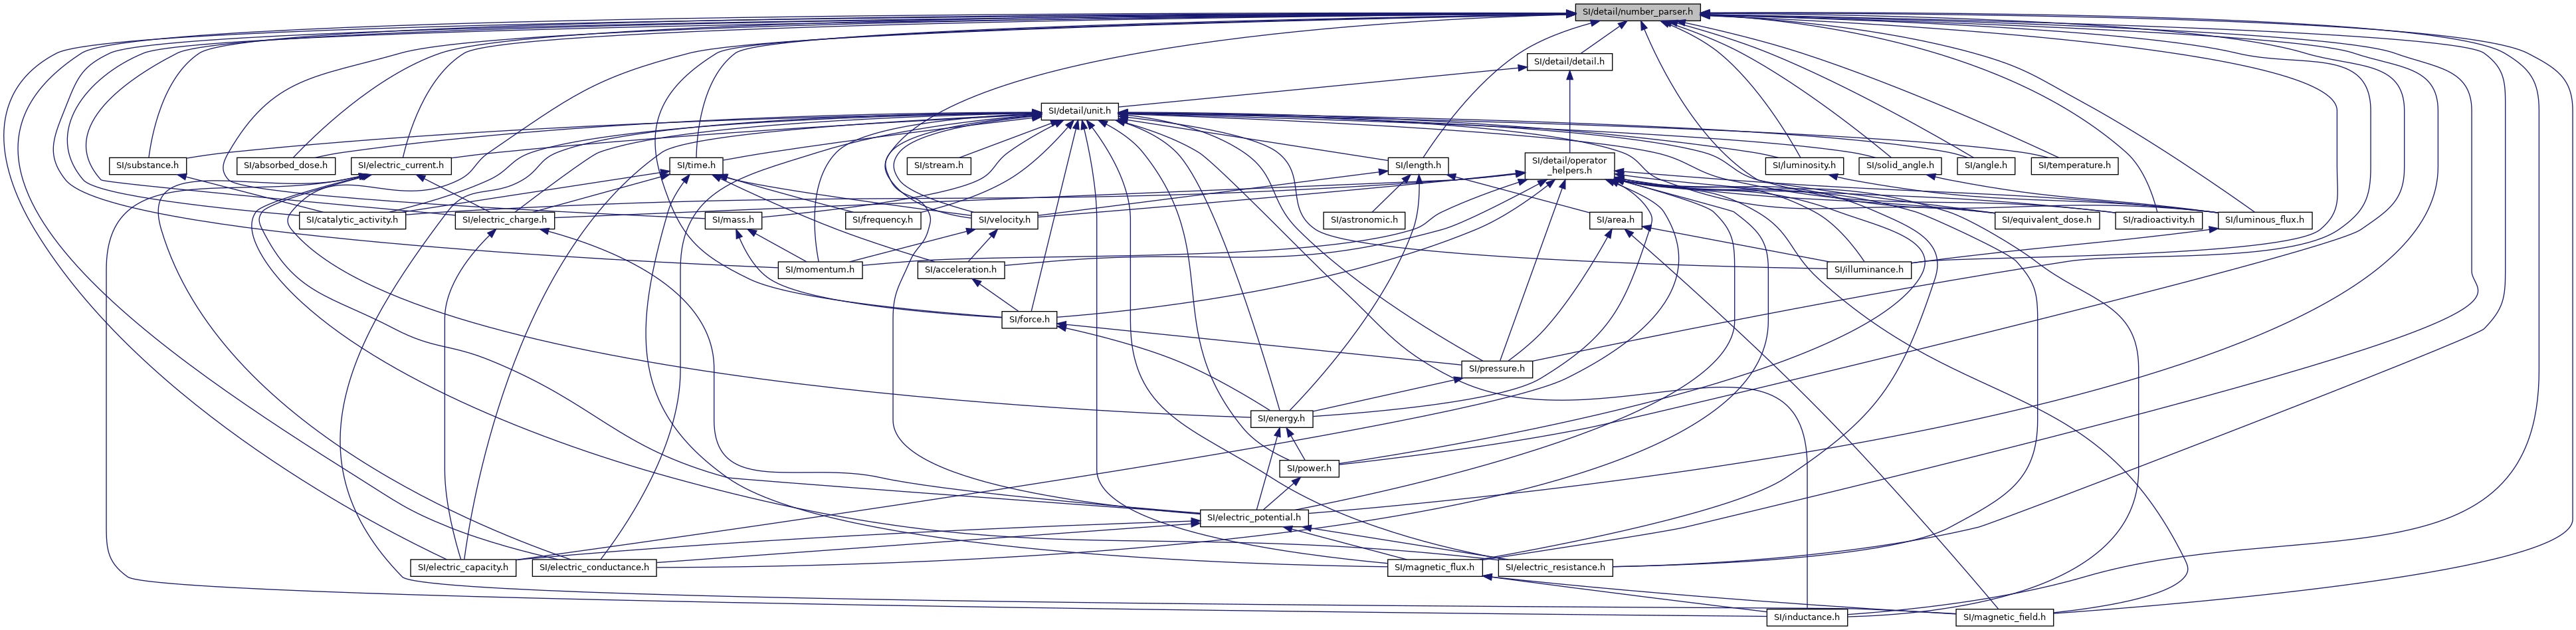 SI/detail/number_parser.h
SI/detail/detail.h
SI/detail/unit.h
SI/substance.h
SI/absorbed_dose.h
SI/electric_current.h
SI/time.h
SI/stream.h
SI/length.h
SI/detail/operator
_helpers.h
SI/luminosity.h
SI/solid_angle.h
SI/angle.h
SI/temperature.h
SI/catalytic_activity.h
SI/electric_charge.h
SI/mass.h
SI/frequency.h
SI/velocity.h
SI/astronomic.h
SI/area.h
SI/equivalent_dose.h
SI/radioactivity.h
SI/luminous_flux.h
SI/momentum.h
SI/acceleration.h
SI/illuminance.h
SI/force.h
SI/pressure.h
SI/energy.h
SI/power.h
SI/electric_potential.h
SI/electric_capacity.h
SI/electric_conductance.h
SI/magnetic_flux.h
SI/electric_resistance.h
SI/inductance.h
SI/magnetic_field.h